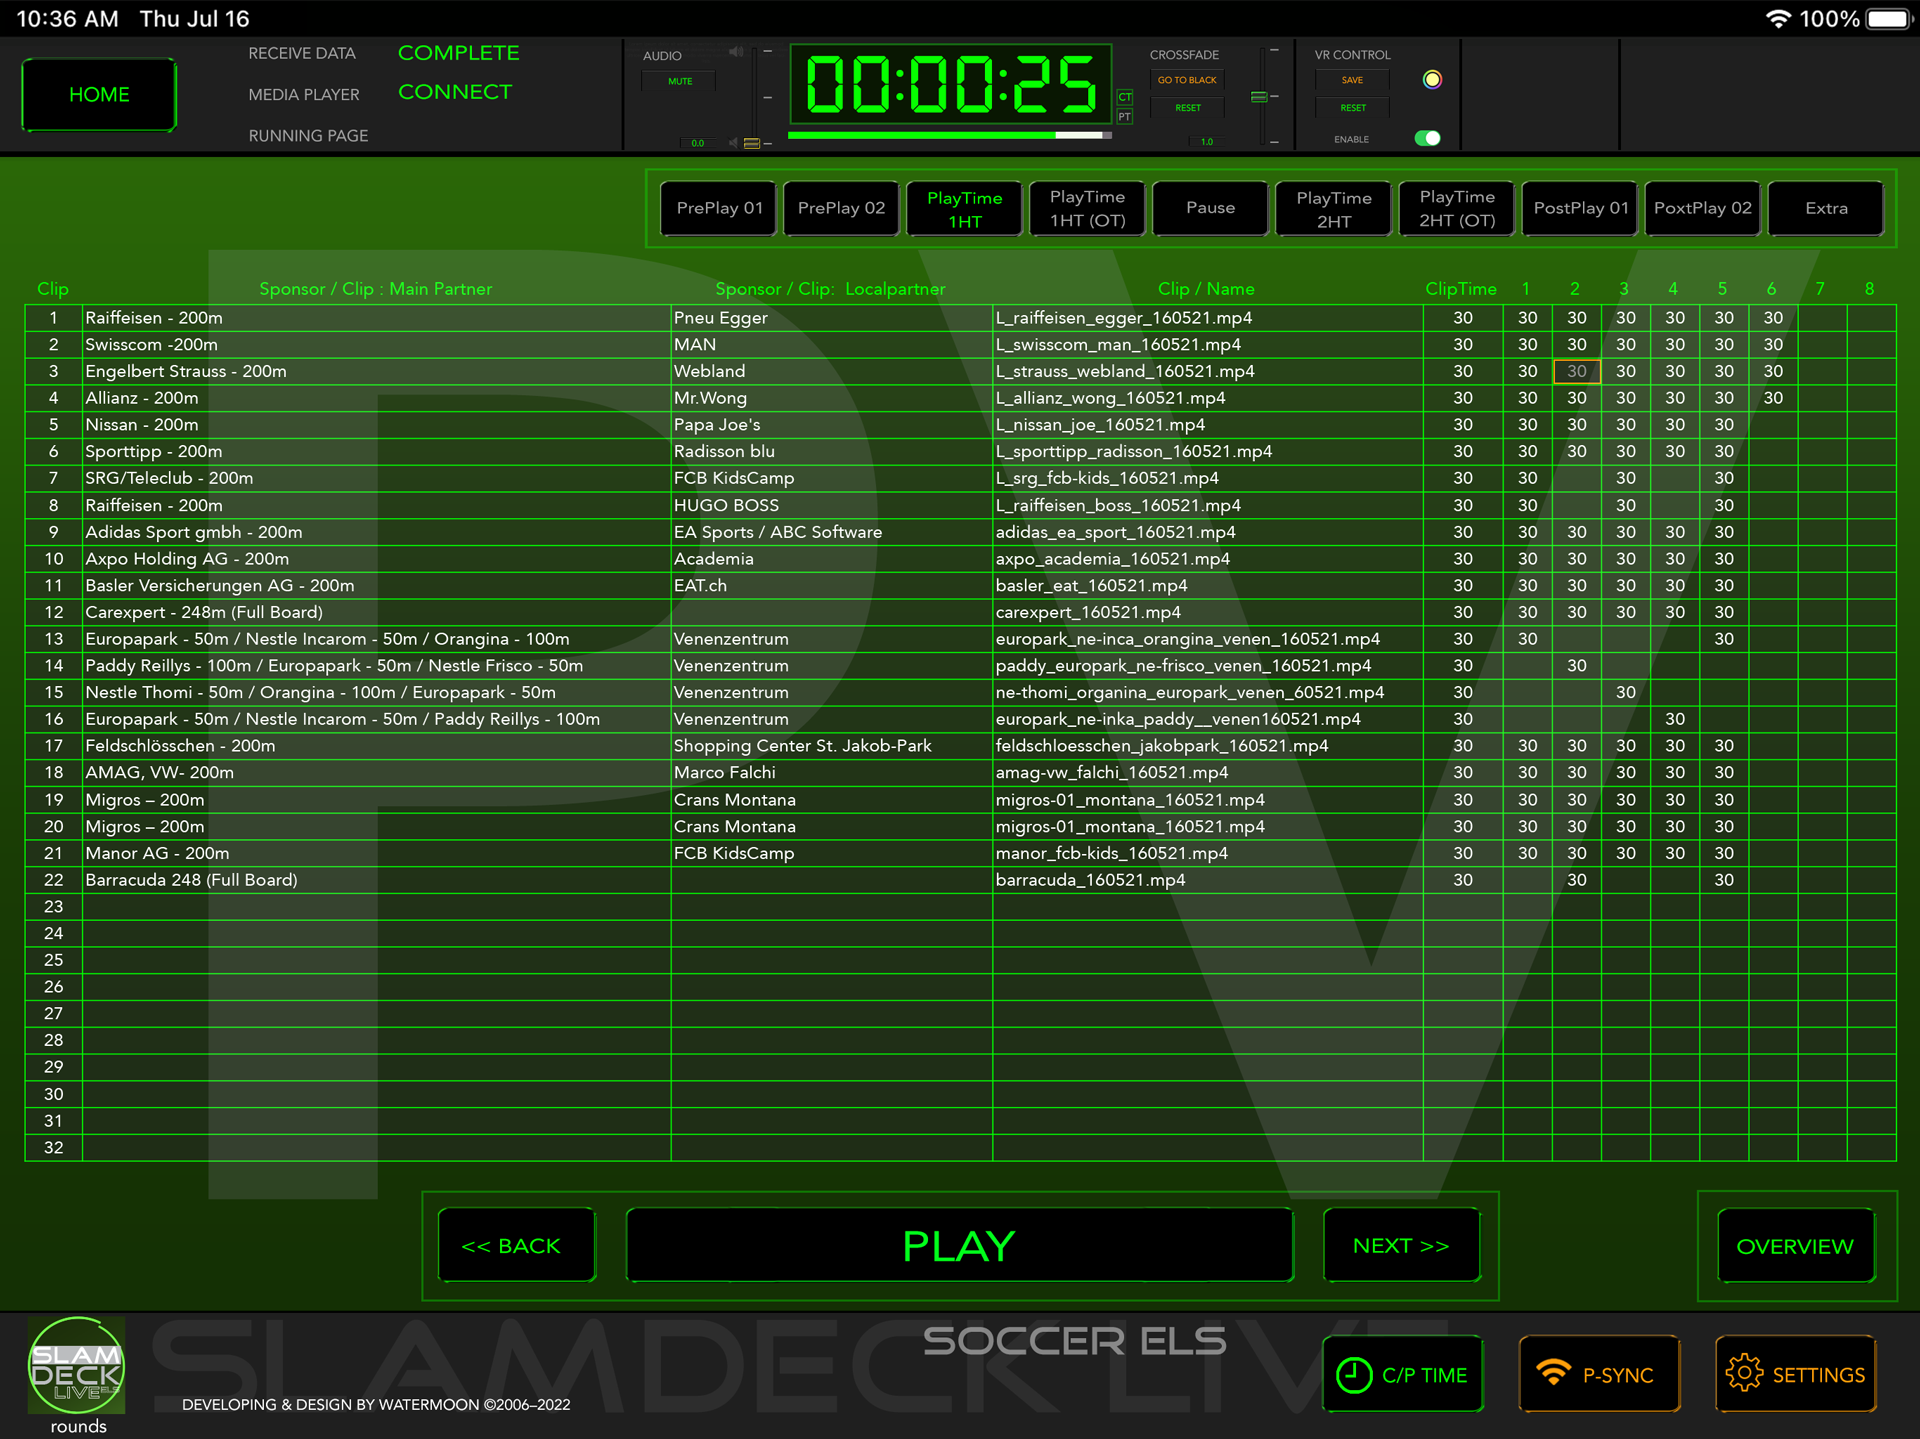 10:36 AM Thu Jul 16 100%
HOME
RECEIVE DATA COMPLETE
MEDIA PLAYER CONNECT
RUNNING PAGE
AUDIO
MUTE
0.0
00:00:25
CT
PT
CROSSFADE
GO TO BLACK
RESET
1.0
VR CONTROL
SAVE
RESET
ENABLE
PrePlay 01
PrePlay 02
PlayTime
1HT
PlayTime
1HT (OT)
Pause
PlayTime
2HT
PlayTime
2HT (OT)
PostPlay 01
PoxtPlay 02
Extra
PV
Clip Sponsor / Clip : Main Partner Sponsor / Clip: Localpartner Clip / Name ClipTime 1 2 3 4 5 6 7 8
1 Raiffeisen - 200m Pneu Egger L_raiffeisen_egger_160521.mp4 30 30 30 30 30 30 30
2 Swisscom -200m MAN L_swisscom_man_160521.mp4 30 30 30 30 30 30 30
3 Engelbert Strauss - 200m Webland L_strauss_webland_160521.mp4 30 30 30 30 30 30 30
4 Allianz - 200m Mr.Wong L_allianz_wong_160521.mp4 30 30 30 30 30 30 30
5 Nissan - 200m Papa Joe's L_nissan_joe_160521.mp4 30 30 30 30 30 30
6 Sporttipp - 200m Radisson blu L_sporttipp_radisson_160521.mp4 30 30 30 30 30 30
7 SRG/Teleclub - 200m FCB KidsCamp L_srg_fcb-kids_160521.mp4 30 30 30 30
8 Raiffeisen - 200m HUGO BOSS L_raiffeisen_boss_160521.mp4 30 30 30 30
9 Adidas Sport gmbh - 200m EA Sports / ABC Software adidas_ea_sport_160521.mp4 30 30 30 30 30 30
10 Axpo Holding AG - 200m Academia axpo_academia_160521.mp4 30 30 30 30 30 30
11 Basler Versicherungen AG - 200m EAT.ch basler_eat_160521.mp4 30 30 30 30 30 30
12 Carexpert - 248m (Full Board) carexpert_160521.mp4 30 30 30 30 30 30
13 Europapark - 50m / Nestle Incarom - 50m / Orangina - 100m Venenzentrum europark_ne-inca_orangina_venen_160521.mp4 30 30 30
14 Paddy Reillys - 100m / Europapark - 50m / Nestle Frisco - 50m Venenzentrum paddy_europark_ne-frisco_venen_160521.mp4 30 30
15 Nestle Thomi - 50m / Orangina - 100m / Europapark - 50m Venenzentrum ne-thomi_organina_europark_venen_60521.mp4 30 30
16 Europapark - 50m / Nestle Incarom - 50m / Paddy Reillys - 100m Venenzentrum europark_ne-inka_paddy__venen160521.mp4 30 30
17 Feldschlösschen - 200m Shopping Center St. Jakob-Park feldschloesschen_jakobpark_160521.mp4 30 30 30 30 30 30
18 AMAG, VW- 200m Marco Falchi amag-vw_falchi_160521.mp4 30 30 30 30 30 30
19 Migros – 200m Crans Montana migros-01_montana_160521.mp4 30 30 30 30 30 30
20 Migros – 200m Crans Montana migros-01_montana_160521.mp4 30 30 30 30 30 30
21 Manor AG - 200m FCB KidsCamp manor_fcb-kids_160521.mp4 30 30 30 30 30 30
22 Barracuda 248 (Full Board) barracuda_160521.mp4 30 30 30
23
24
25
26
27
28
29
30
31
32
<< BACK
PLAY
NEXT >>
OVERVIEW
SLAM
DECK
LIVE ELS
rounds
SLAMDECK LIVE
SOCCER ELS
DEVELOPING & DESIGN BY WATERMOON ©2006–2022
C/P TIME
P-SYNC
SETTINGS